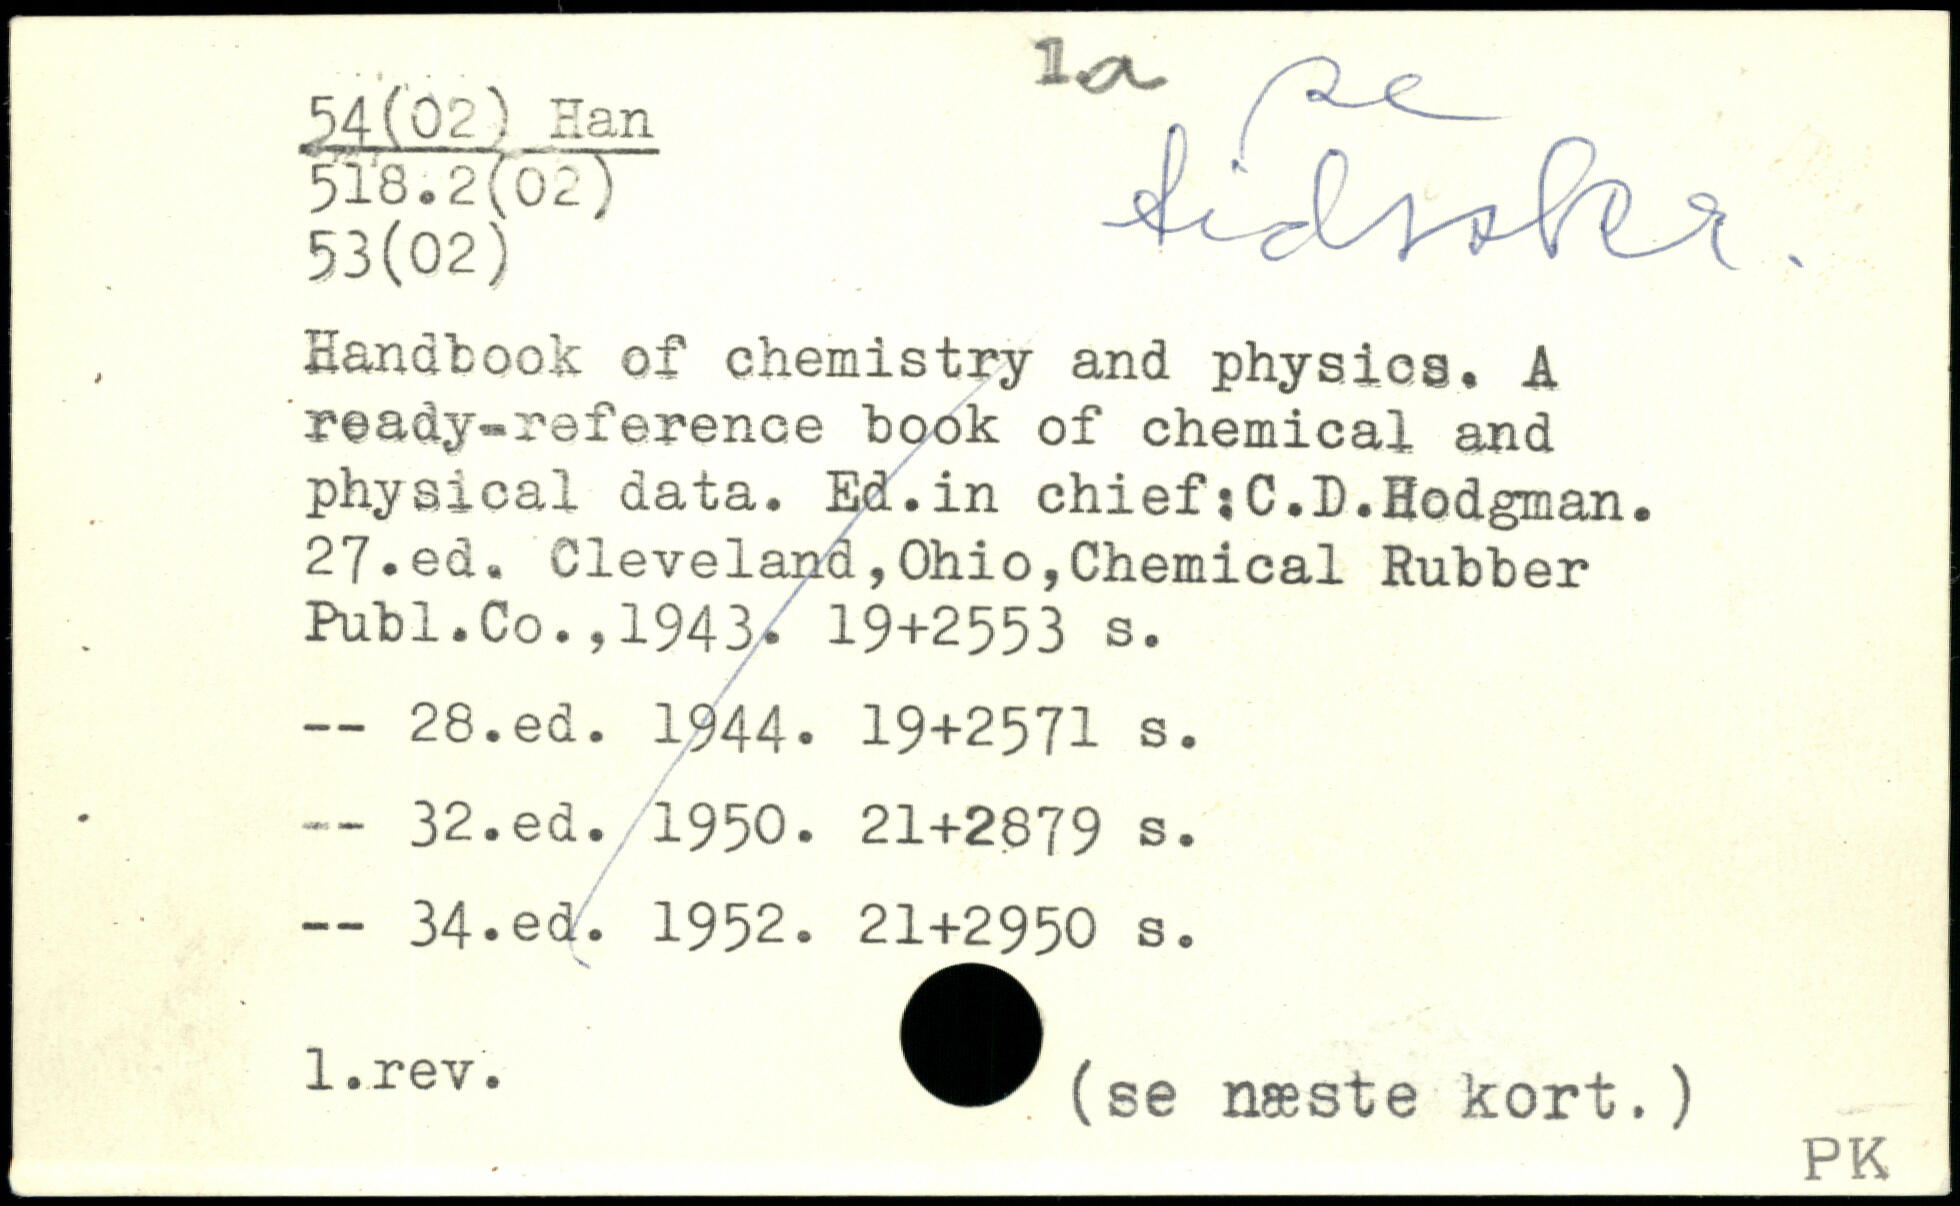 1a se
54(02) Han
tidsskr.
518.2(02)
53(02)
Handbook of chemistry and physics. A
ready-reference book of chemical and
physical data. Ed.in chief:C.D.Hodgman.
27.ed. Cleveland,Ohio,Chemical Rubber
Publ.Co.,1943. 19+2553 s.
-- 28.ed. 1944. 19+2571 s.
-- 32.ed. 1950. 21+2879 s.
-- 34.ed. 1952. 21+2950 s.
1.rev.
(se næste kort.)
PK